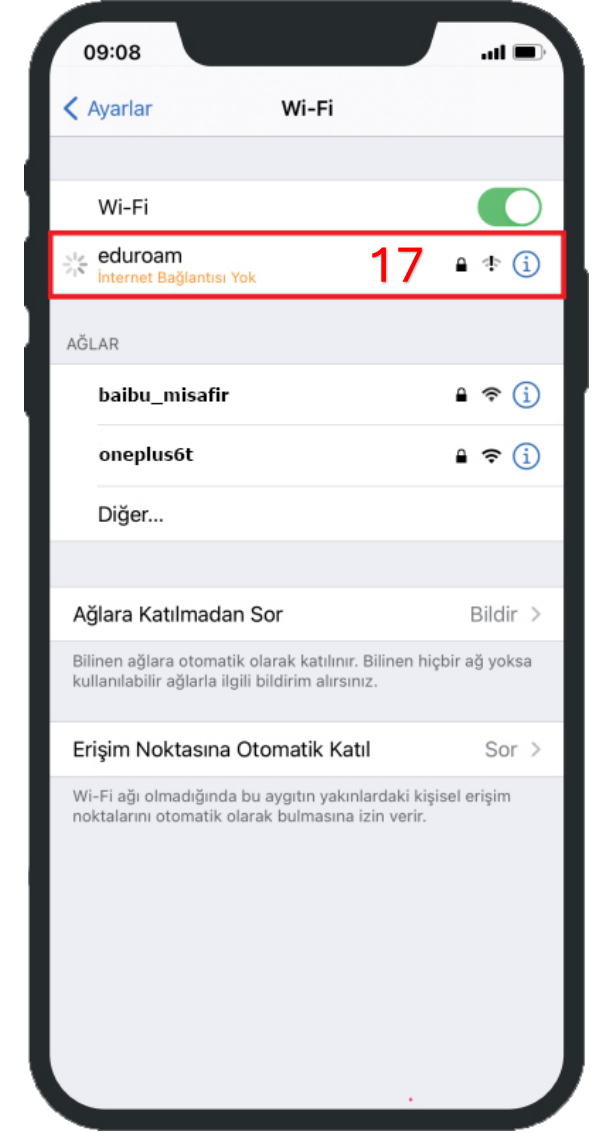 09:08
Ayarlar
Wi-Fi
Wi-Fi
eduroam
İnternet Bağlantısı Yok
17
AĞLAR
baibu_misafir
oneplus6t
Diğer...
Ağlara Katılmadan Sor
Bildir
Bilinen ağlara otomatik olarak katılınır. Bilinen hiçbir ağ yoksa
kullanılabilir ağlarla ilgili bildirim alırsınız.
Erişim Noktasına Otomatik Katıl
Sor
Wi-Fi ağı olmadığında bu aygıtın yakınlardaki kişisel erişim
noktalarını otomatik olarak bulmasına izin verir.